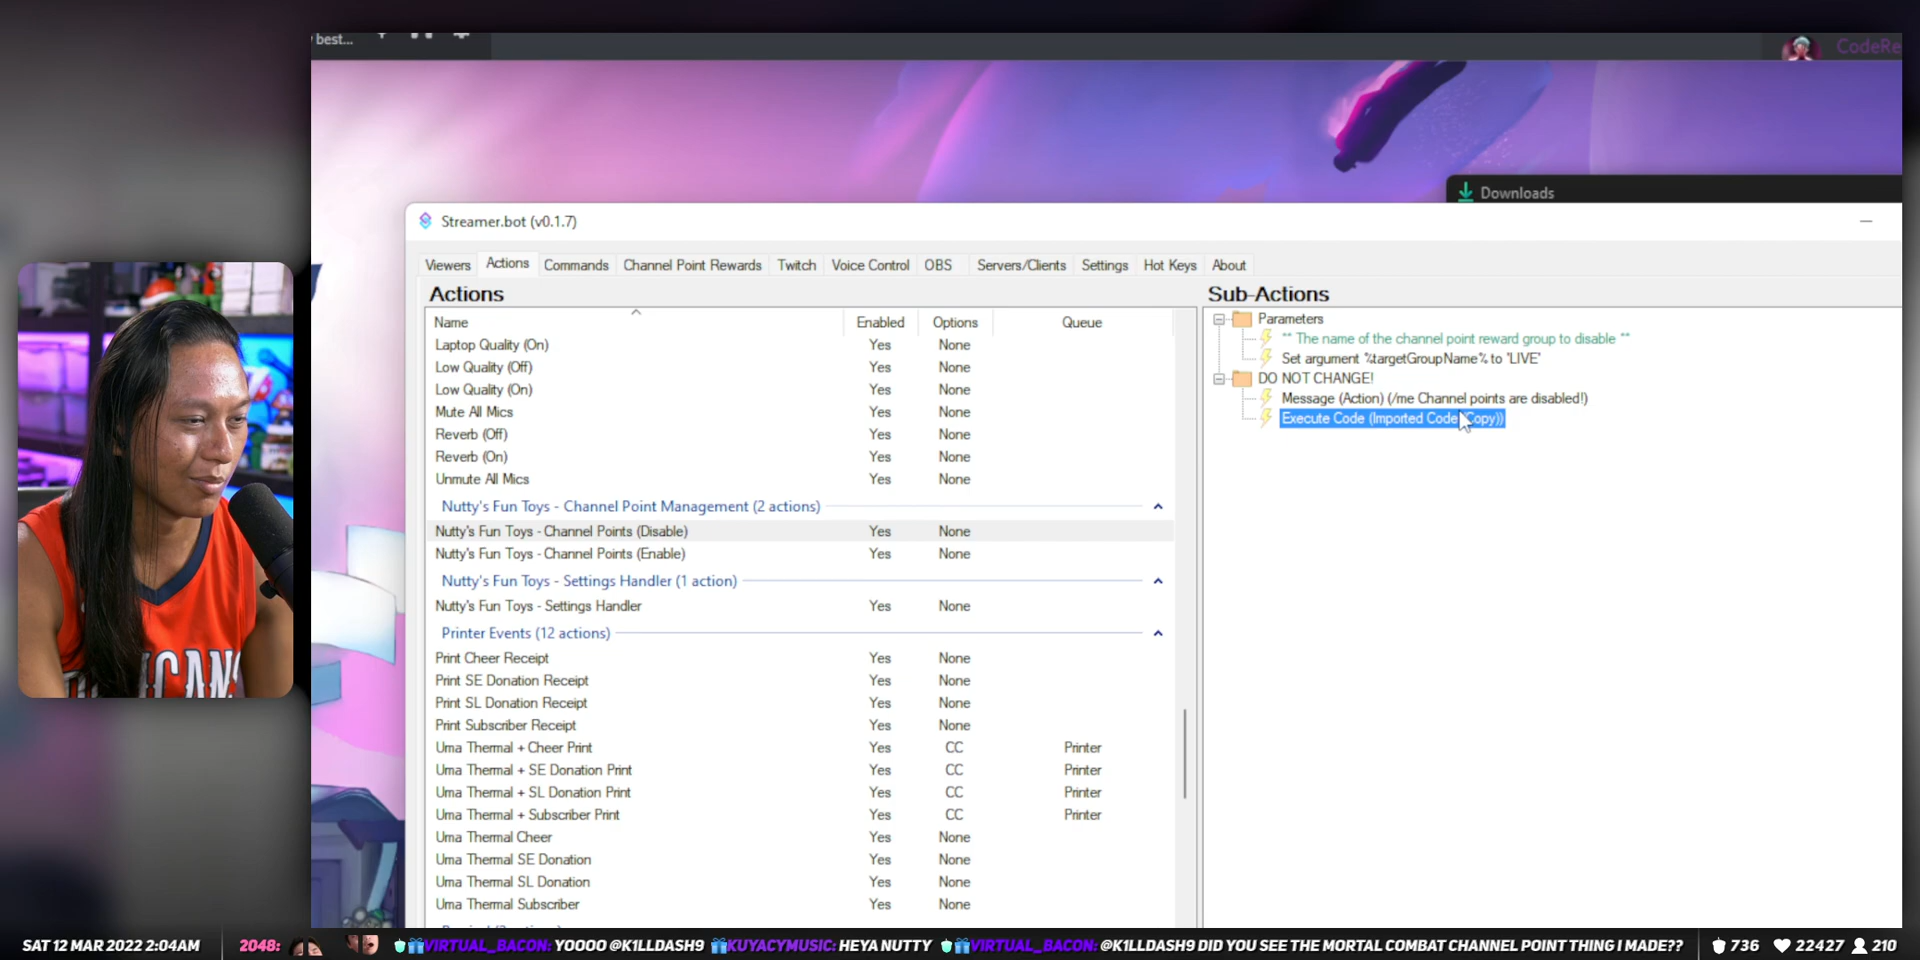 best...
CodeRe
Downloads
Streamer.bot (v0.1.7)
Viewers Actions Commands Channel Point Rewards Twitch Voice Control OBS Servers/Clients Settings Hot Keys About
Actions
Name Enabled Options Queue
Laptop Quality (On) Yes None
Low Quality (Off) Yes None
Low Quality (On) Yes None
Mute All Mics Yes None
Reverb (Off) Yes None
Reverb (On) Yes None
Unmute All Mics Yes None
Nutty's Fun Toys - Channel Point Management (2 actions)
Nutty's Fun Toys - Channel Points (Disable) Yes None
Nutty's Fun Toys - Channel Points (Enable) Yes None
Nutty's Fun Toys - Settings Handler (1 action)
Nutty's Fun Toys - Settings Handler Yes None
Printer Events (12 actions)
Print Cheer Receipt Yes None
Print SE Donation Receipt Yes None
Print SL Donation Receipt Yes None
Print Subscriber Receipt Yes None
Uma Thermal + Cheer Print Yes CC Printer
Uma Thermal + SE Donation Print Yes CC Printer
Uma Thermal + SL Donation Print Yes CC Printer
Uma Thermal + Subscriber Print Yes CC Printer
Uma Thermal Cheer Yes None
Uma Thermal SE Donation Yes None
Uma Thermal SL Donation Yes None
Uma Thermal Subscriber Yes None
Sub-Actions
Parameters
** The name of the channel point reward group to disable **
Set argument '%targetGroupName% to 'LIVE'
DO NOT CHANGE!
Message (Action) (/me Channel points are disabled!)
Execute Code (Imported Code Copy))
SAT 12 MAR 2022 2:04AM 2048: VIRTUAL_BACON: YOOOO @K1LLDASH9 KUYACYMUSIC: HEYA NUTTY VIRTUAL_BACON: @K1LLDASH9 DID YOU SEE THE MORTAL COMBAT CHANNEL POINT THING I MADE?? 736 22427 210